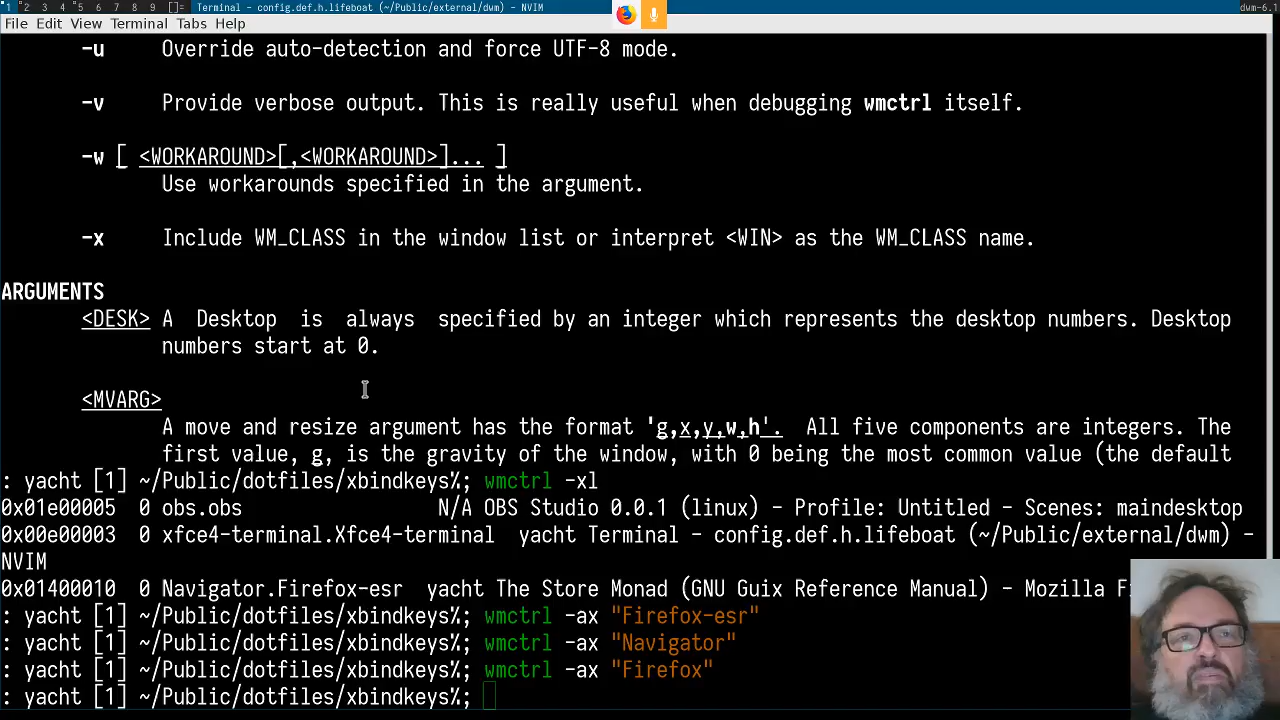 1 2 3 4 5 6 7 8 9 []= Terminal - config.def.h.lifeboat (~/Public/external/dwm) - NVIM dwm-6.1
File Edit View Terminal Tabs Help
-u Override auto-detection and force UTF-8 mode.
-v Provide verbose output. This is really useful when debugging wmctrl itself.
-w [ <WORKAROUND>[,<WORKAROUND>]... ]
Use workarounds specified in the argument.
-x Include WM_CLASS in the window list or interpret <WIN> as the WM_CLASS name.
ARGUMENTS
<DESK> A Desktop is always specified by an integer which represents the desktop numbers. Desktop
numbers start at 0.
<MVARG>
A move and resize argument has the format 'g,x,y,w,h'. All five components are integers. The
first value, g, is the gravity of the window, with 0 being the most common value (the default
: yacht [1] ~/Public/dotfiles/xbindkeys%; wmctrl -xl
0x01e00005 0 obs.obs N/A OBS Studio 0.0.1 (linux) - Profile: Untitled - Scenes: maindesktop
0x00e00003 0 xfce4-terminal.Xfce4-terminal yacht Terminal - config.def.h.lifeboat (~/Public/external/dwm) -
NVIM
0x01400010 0 Navigator.Firefox-esr yacht The Store Monad (GNU Guix Reference Manual) - Mozilla F
: yacht [1] ~/Public/dotfiles/xbindkeys%; wmctrl -ax "Firefox-esr"
: yacht [1] ~/Public/dotfiles/xbindkeys%; wmctrl -ax "Navigator"
: yacht [1] ~/Public/dotfiles/xbindkeys%; wmctrl -ax "Firefox"
: yacht [1] ~/Public/dotfiles/xbindkeys%;